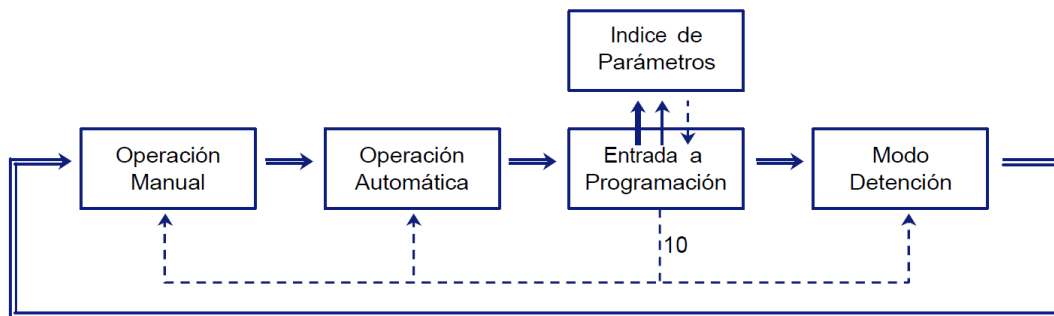 Indice de
Parámetros
Operación
Manual
Operación
Automática
Entrada a
Programación
Modo
Detención
10